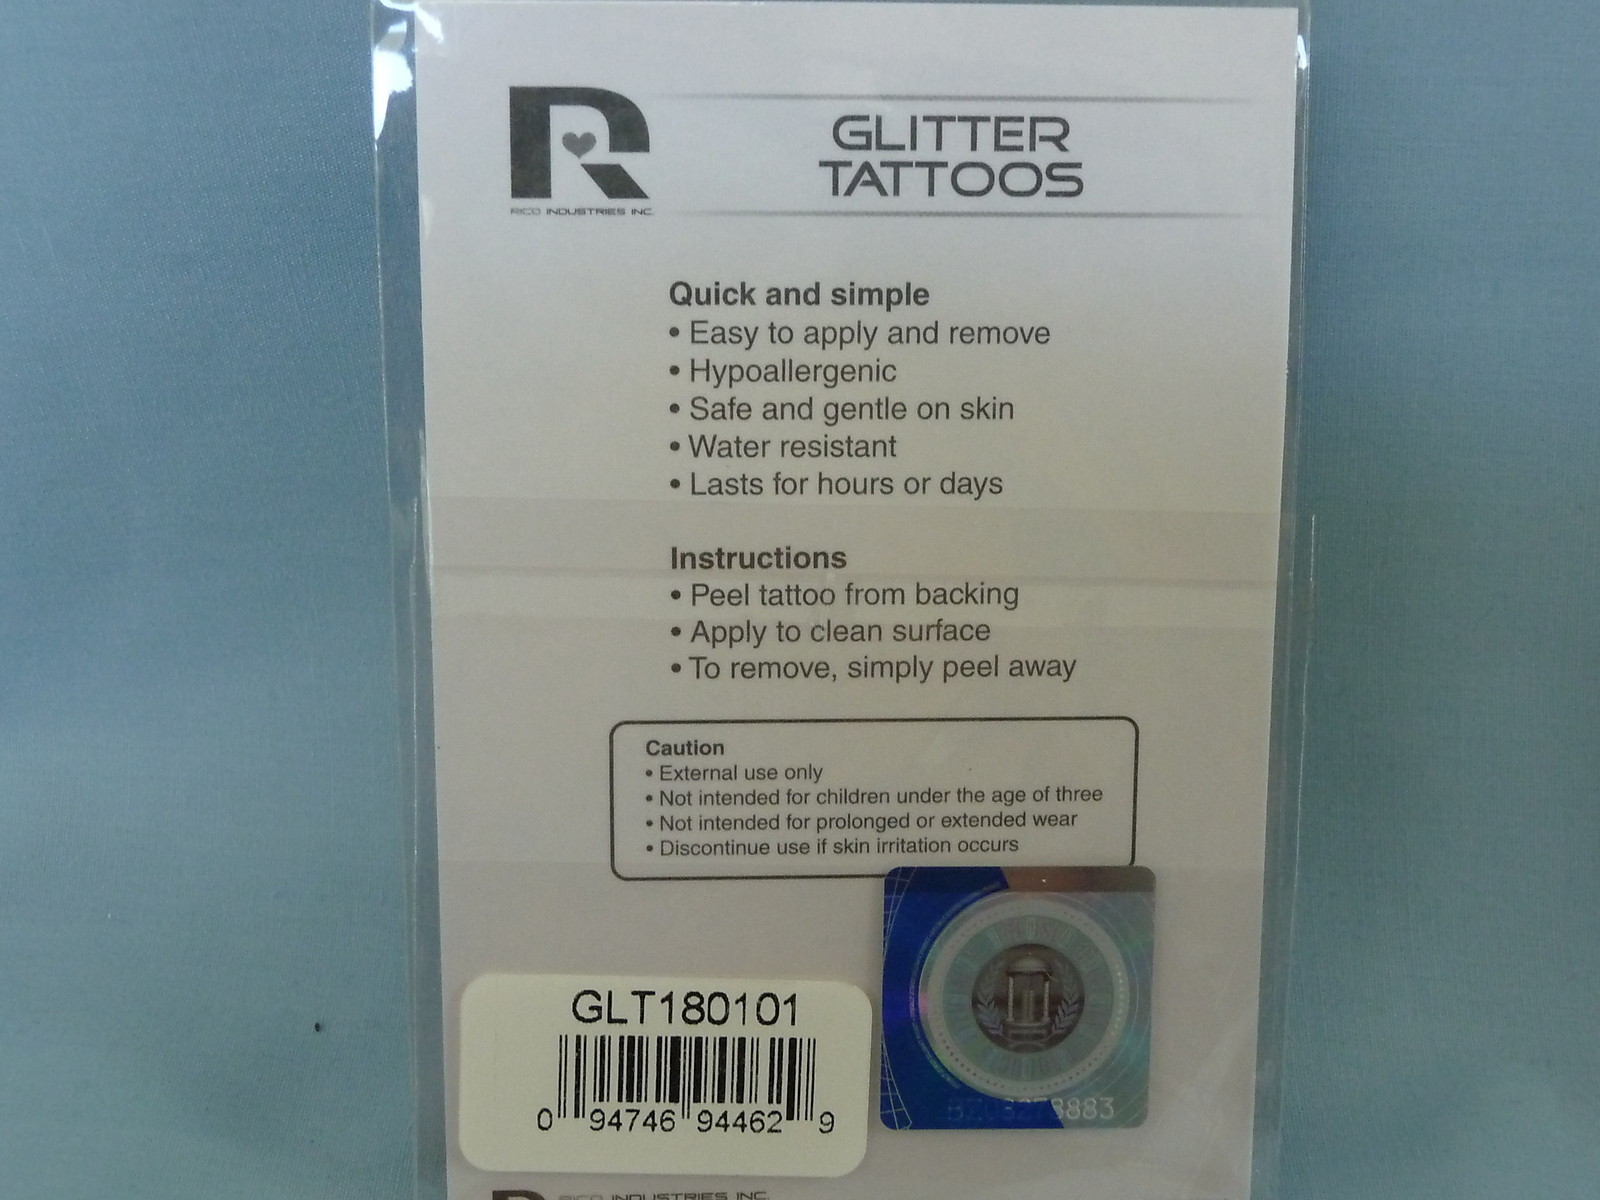 RICO INDUSTRIES INC.
GLITTER
TATTOOS
Quick and simple
• Easy to apply and remove
• Hypoallergenic
• Safe and gentle on skin
• Water resistant
• Lasts for hours or days
Instructions
• Peel tattoo from backing
• Apply to clean surface
• To remove, simply peel away
Caution
• External use only
• Not intended for children under the age of three
• Not intended for prolonged or extended wear
• Discontinue use if skin irritation occurs
GLT180101
0 94746 94462 9
RICO INDUSTRIES INC.